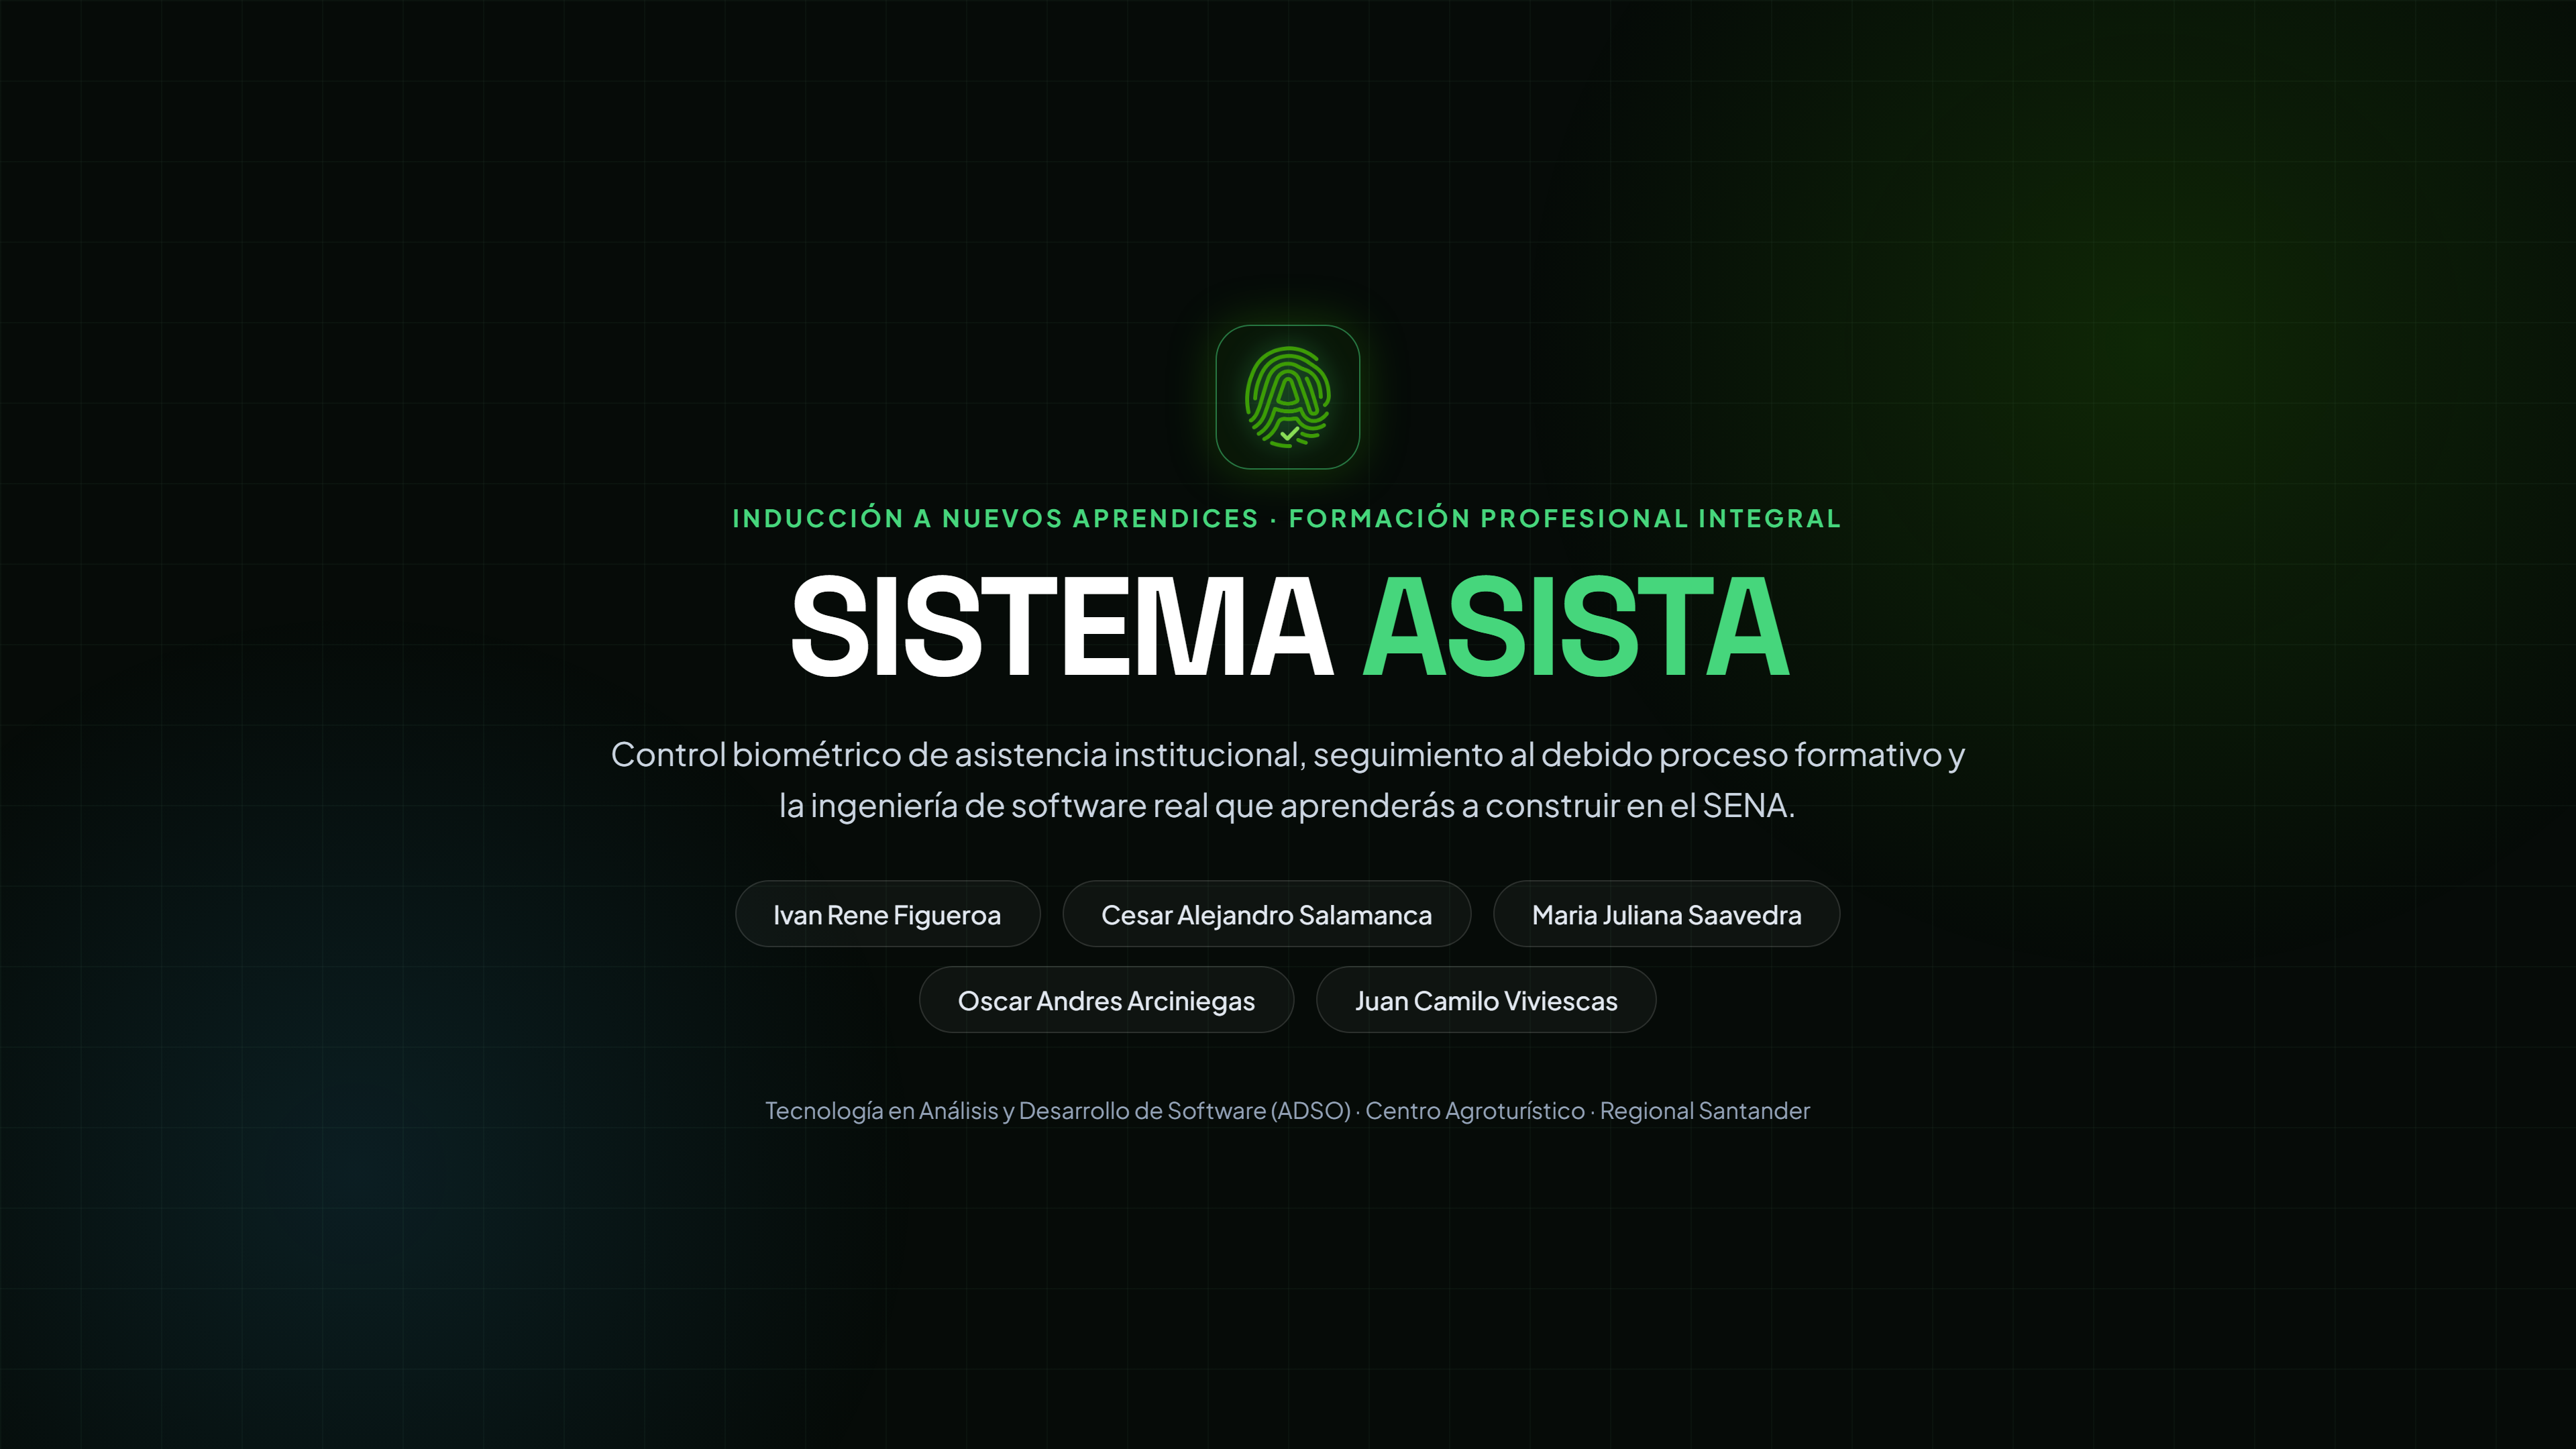 INDUCCIÓN A NUEVOS APRENDICES · FORMACIÓN PROFESIONAL INTEGRAL
SISTEMA ASISTA
Control biométrico de asistencia institucional, seguimiento al debido proceso formativo y
la ingeniería de software real que aprenderás a construir en el SENA.
Ivan Rene Figueroa
Cesar Alejandro Salamanca
Maria Juliana Saavedra
Oscar Andres Arciniegas
Juan Camilo Viviescas
Tecnología en Análisis y Desarrollo de Software (ADSO) · Centro Agroturístico · Regional Santander